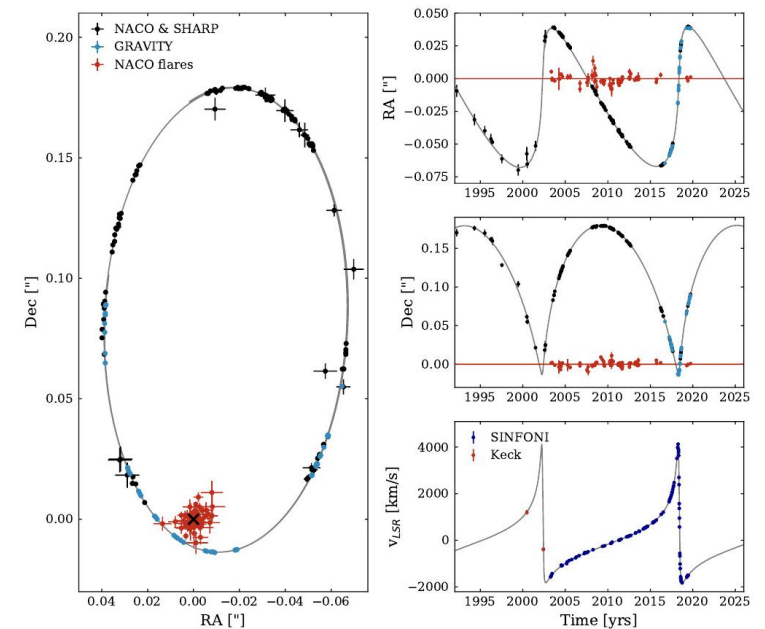 NACO & SHARP
GRAVITY
NACO flares
0.20
0.15
0.10
0.05
0.00
Dec ["]
0.04 0.02 0.00 −0.02 −0.04 −0.06
RA ["]
0.050
0.025
0.000
−0.025
−0.050
−0.075
RA ["]
1995 2000 2005 2010 2015 2020 2025
0.15
0.10
0.05
0.00
Dec ["]
1995 2000 2005 2010 2015 2020 2025
SINFONI
Keck
4000
2000
0
−2000
vLSR [km/s]
1995 2000 2005 2010 2015 2020 2025
Time [yrs]